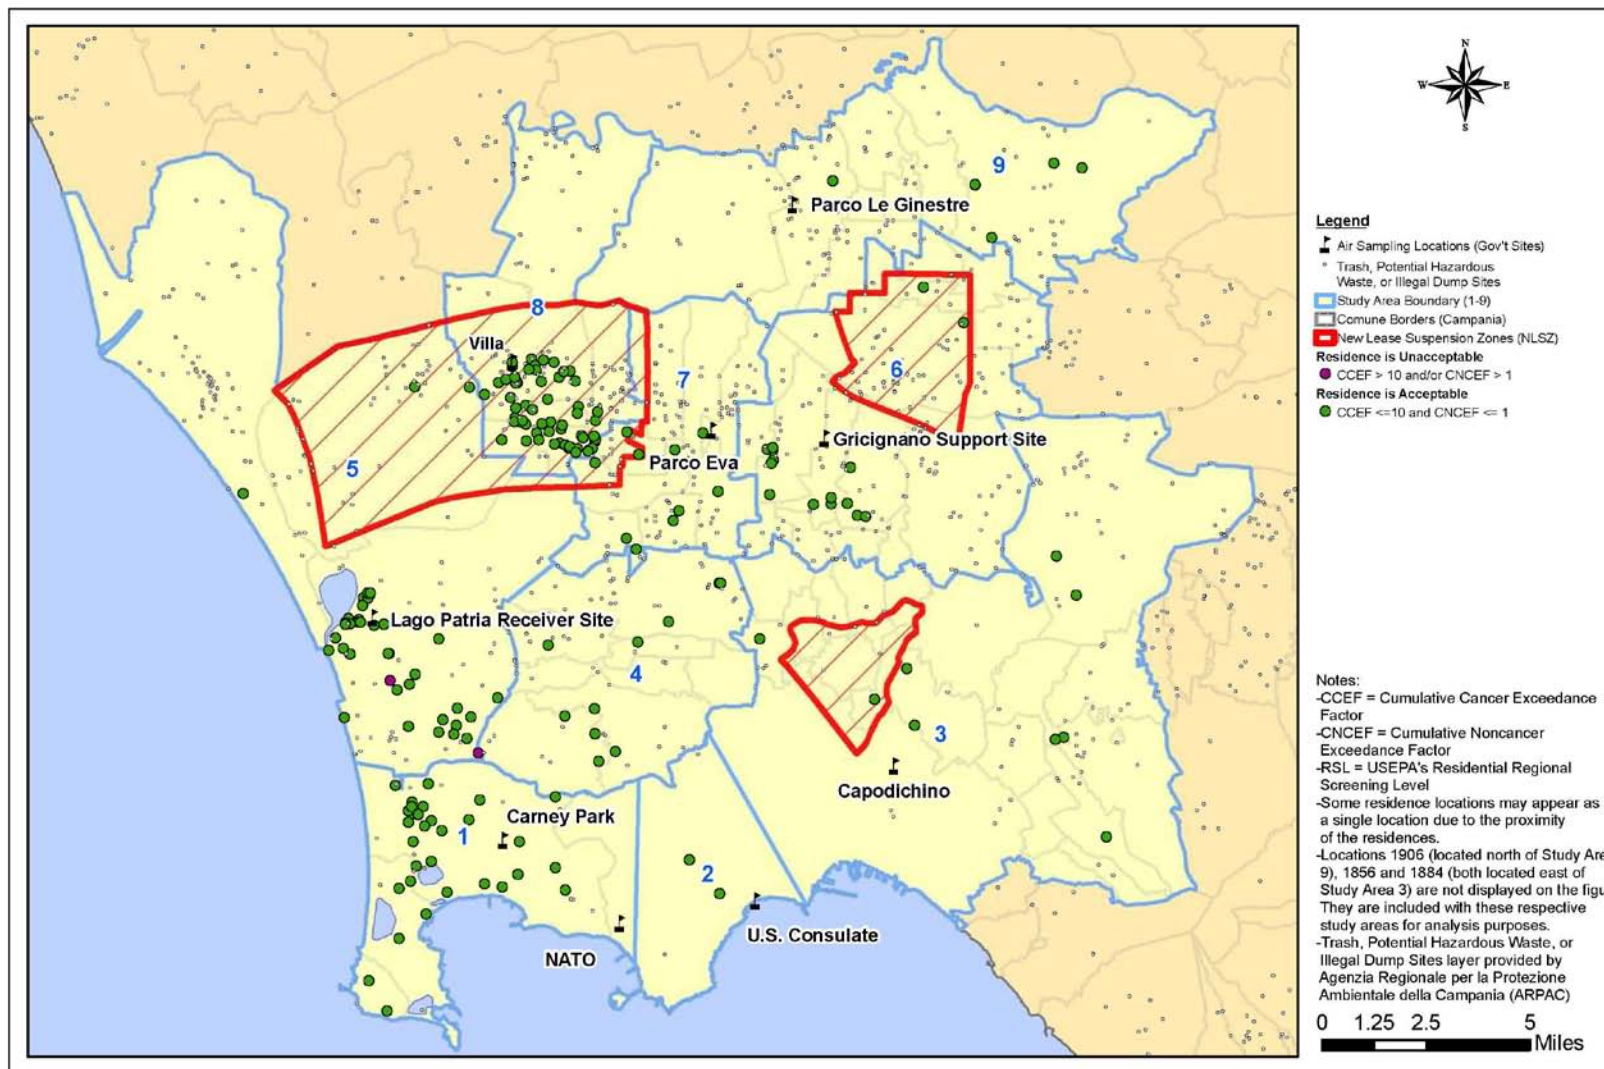 N
W
E
S
9
Parco Le Ginestre
8
Villa
7
6
Gricignano Support Site
Parco Eva
5
Lago Patria Receiver Site
4
3
Capodichino
Carney Park
1
2
U.S. Consulate
NATO
Legend
Air Sampling Locations (Gov't Sites)
Trash, Potential Hazardous
Waste, or Illegal Dump Sites
Study Area Boundary (1-9)
Comune Borders (Campania)
New Lease Suspension Zones (NLSZ)
Residence is Unacceptable
CCEF > 10 and/or CNCEF > 1
Residence is Acceptable
CCEF <=10 and CNCEF <= 1
Notes:
-CCEF = Cumulative Cancer Exceedance
Factor
-CNCEF = Cumulative Noncancer
Exceedance Factor
-RSL = USEPA's Residential Regional
Screening Level
-Some residence locations may appear as
a single location due to the proximity
of the residences.
-Locations 1906 (located north of Study Are
9), 1856 and 1884 (both located east of
Study Area 3) are not displayed on the figu
They are included with these respective
study areas for analysis purposes.
-Trash, Potential Hazardous Waste, or
Illegal Dump Sites layer provided by
Agenzia Regionale per la Protezione
Ambientale della Campania (ARPAC)
0 1.25 2.5 5
Miles